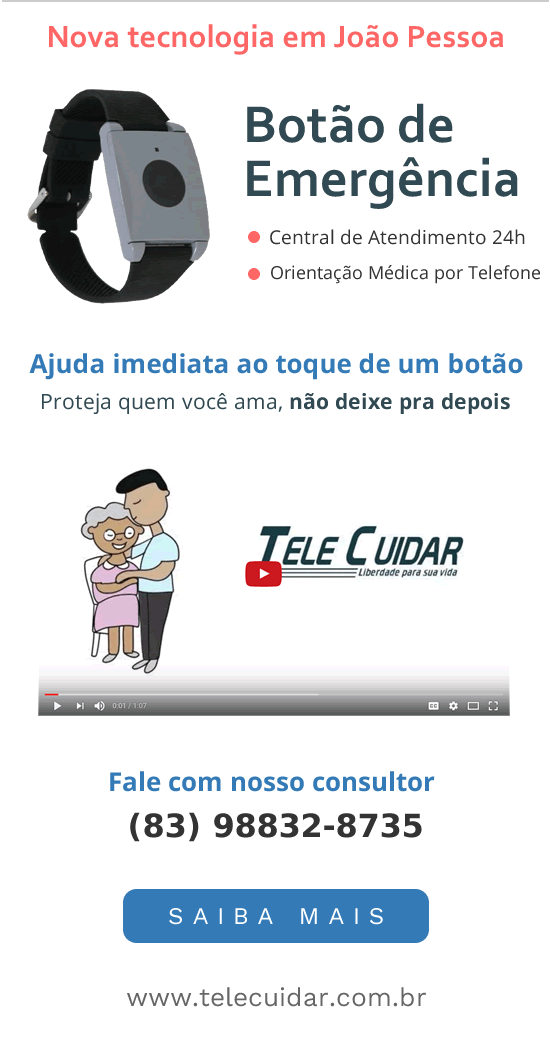 Nova tecnologia em João Pessoa
Botão de
Emergência
Central de Atendimento 24h
Orientação Médica por Telefone
Ajuda imediata ao toque de um botão
Proteja quem você ama, não deixe pra depois
TELE CUIDAR
Liberdade para sua vida
0:01 / 1:07
CC
Fale com nosso consultor
(83) 98832-8735
SAIBA MAIS
www.telecuidar.com.br